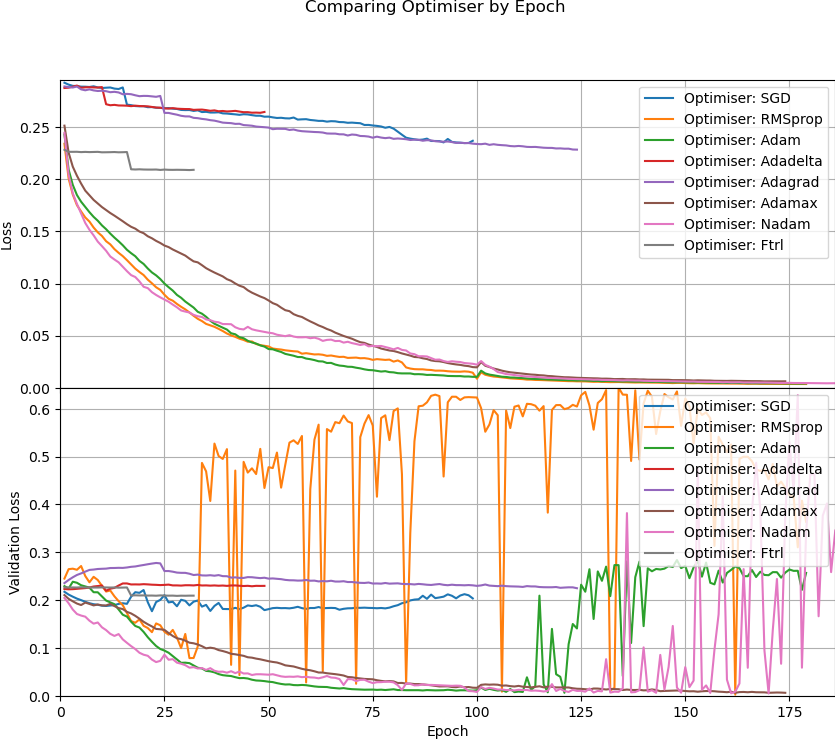 Comparing Optimiser by Epoch
Loss
0.25
0.20
0.15
0.10
0.05
0.00
Optimiser: SGD
Optimiser: RMSprop
Optimiser: Adam
Optimiser: Adadelta
Optimiser: Adagrad
Optimiser: Adamax
Optimiser: Nadam
Optimiser: Ftrl
Validation Loss
0.6
0.5
0.4
0.3
0.2
0.1
0.0
Optimiser: SGD
Optimiser: RMSprop
Optimiser: Adam
Optimiser: Adadelta
Optimiser: Adagrad
Optimiser: Adamax
Optimiser: Nadam
Optimiser: Ftrl
0 25 50 75 100 125 150 175
Epoch